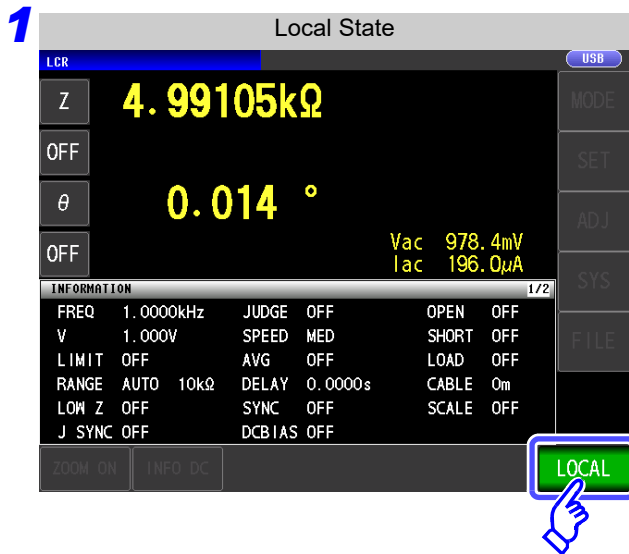 1
Local State
LCR
USB
Z 4.99105kΩ
MODE
OFF
SET
θ 0.014 °
ADJ
OFF
Vac 978.4mV
Iac 196.0μA
SYS
INFORMATION 1/2
FREQ 1.0000kHz JUDGE OFF OPEN OFF
V 1.000V SPEED MED SHORT OFF
FILE
LIMIT OFF AVG OFF LOAD OFF
RANGE AUTO 10kΩ DELAY 0.0000s CABLE 0m
LOW Z OFF SYNC OFF SCALE OFF
J SYNC OFF DCBIAS OFF
ZOOM ON INFO DC LOCAL